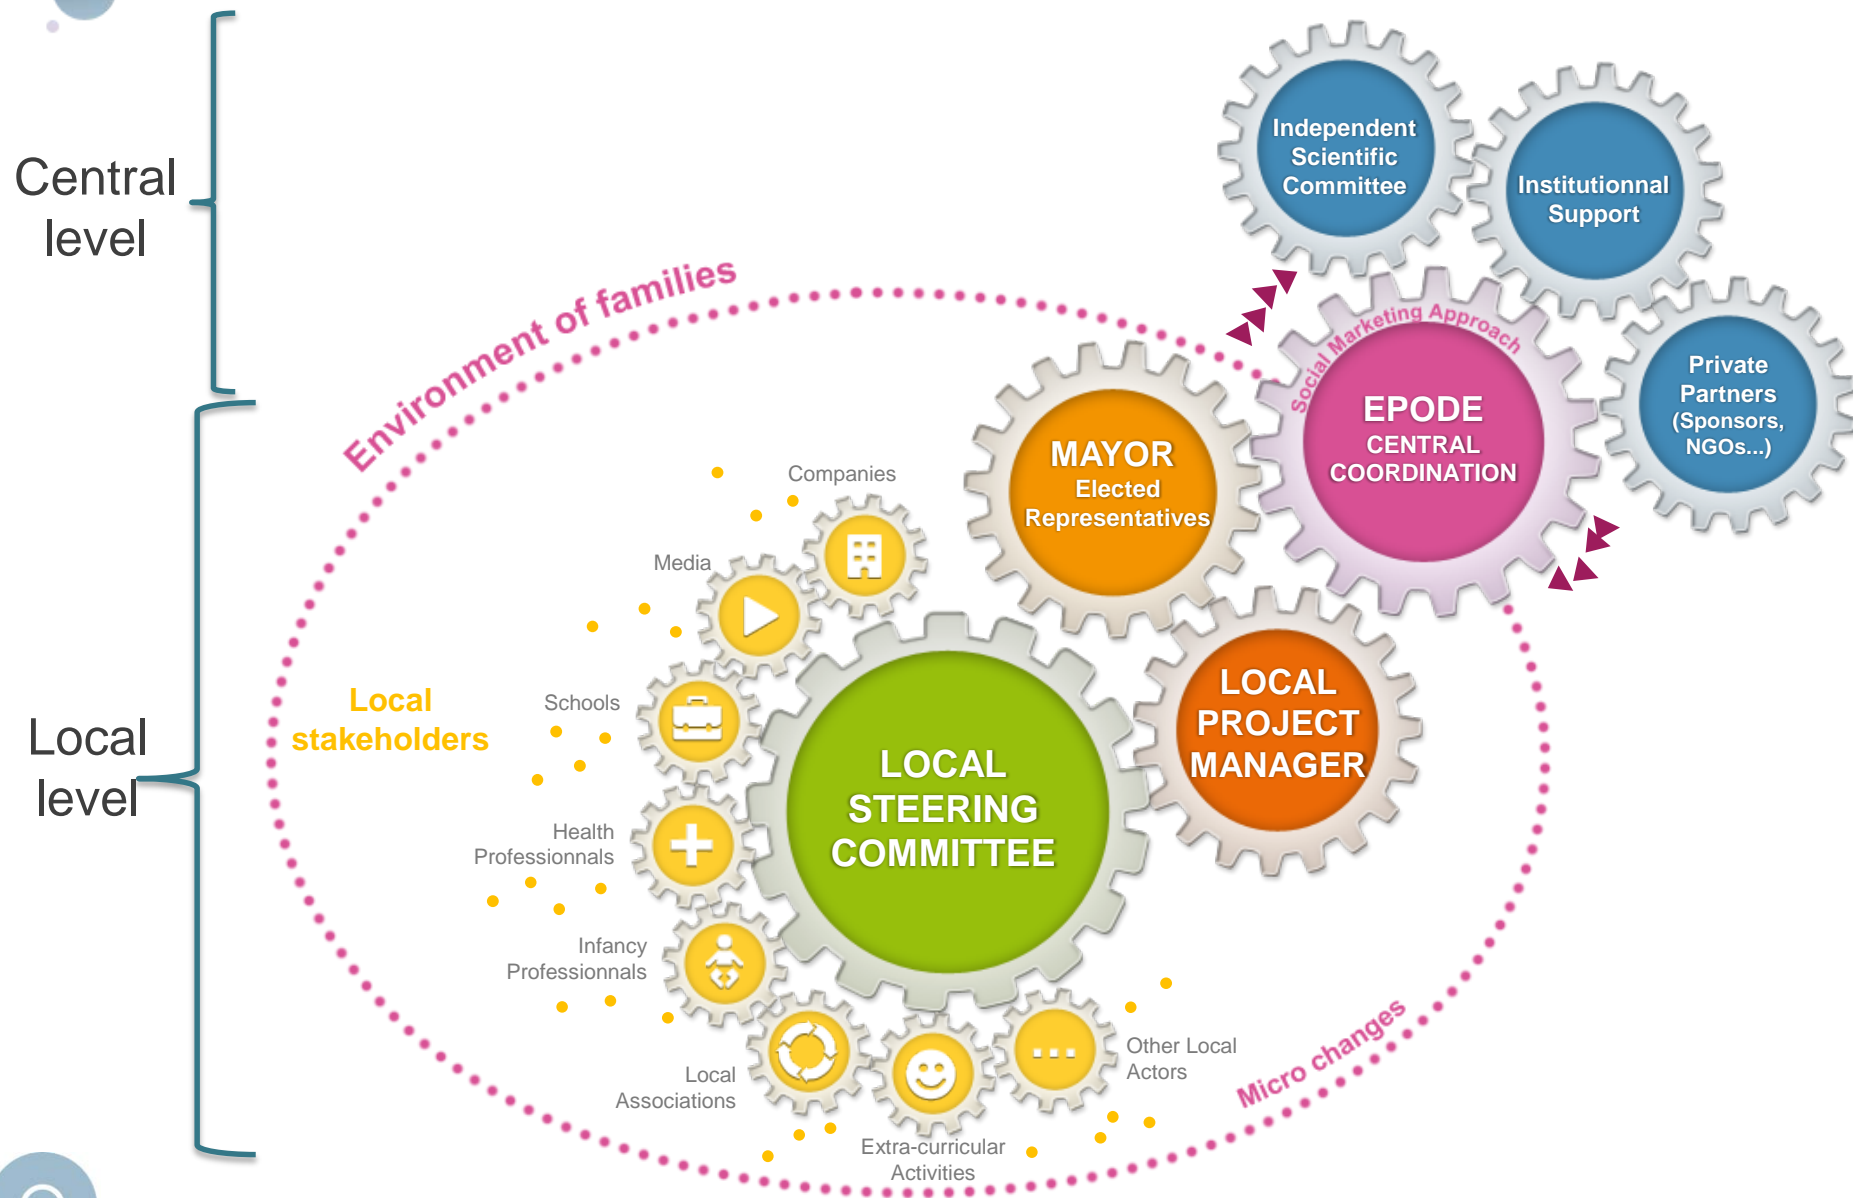 Central
level
Independent
Scientific
Committee
Institutionnal
Support
Environment of families
Social Marketing Approach
EPODE
CENTRAL
COORDINATION
Private
Partners
(Sponsors,
NGOs...)
MAYOR
Elected
Representatives
Companies
Media
Local
level
Local
stakeholders
Schools
LOCAL
PROJECT
MANAGER
LOCAL
STEERING
COMMITTEE
Health
Professionnals
Infancy
Professionnals
Local
Associations
Extra-curricular
Activities
Other Local
Actors
Micro changes